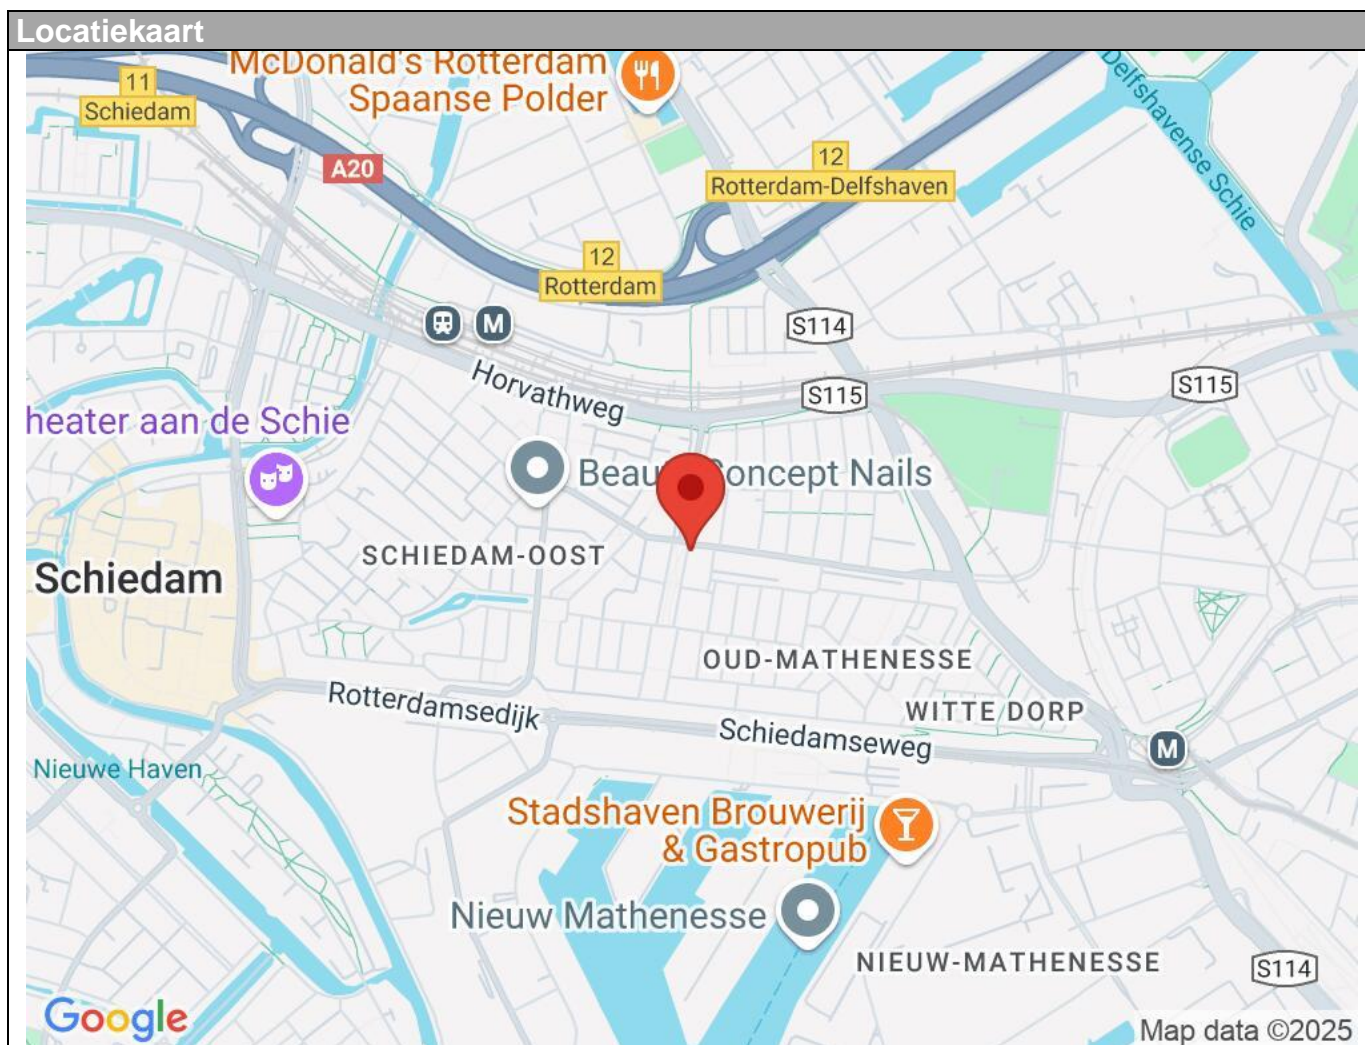 Locatiekaart
McDonald's Rotterdam
Spaanse Polder
11
Schiedam
A20
12
Rotterdam-Delfshaven
Delfshavense Schie
12
Rotterdam
S114
Horvathweg
S115
S115
heater aan de Schie
Concept Nails
SCHIEDAM-OOST
Schiedam
OUD-MATHENESSE
Rotterdamsedijk
WITTE DORP
Schiedamseweg
Nieuwe Haven
Stadshaven Brouwerij
& Gastropub
Nieuw Mathenesse
NIEUW-MATHENESSE
S114
Google
Map data ©2025
M
M